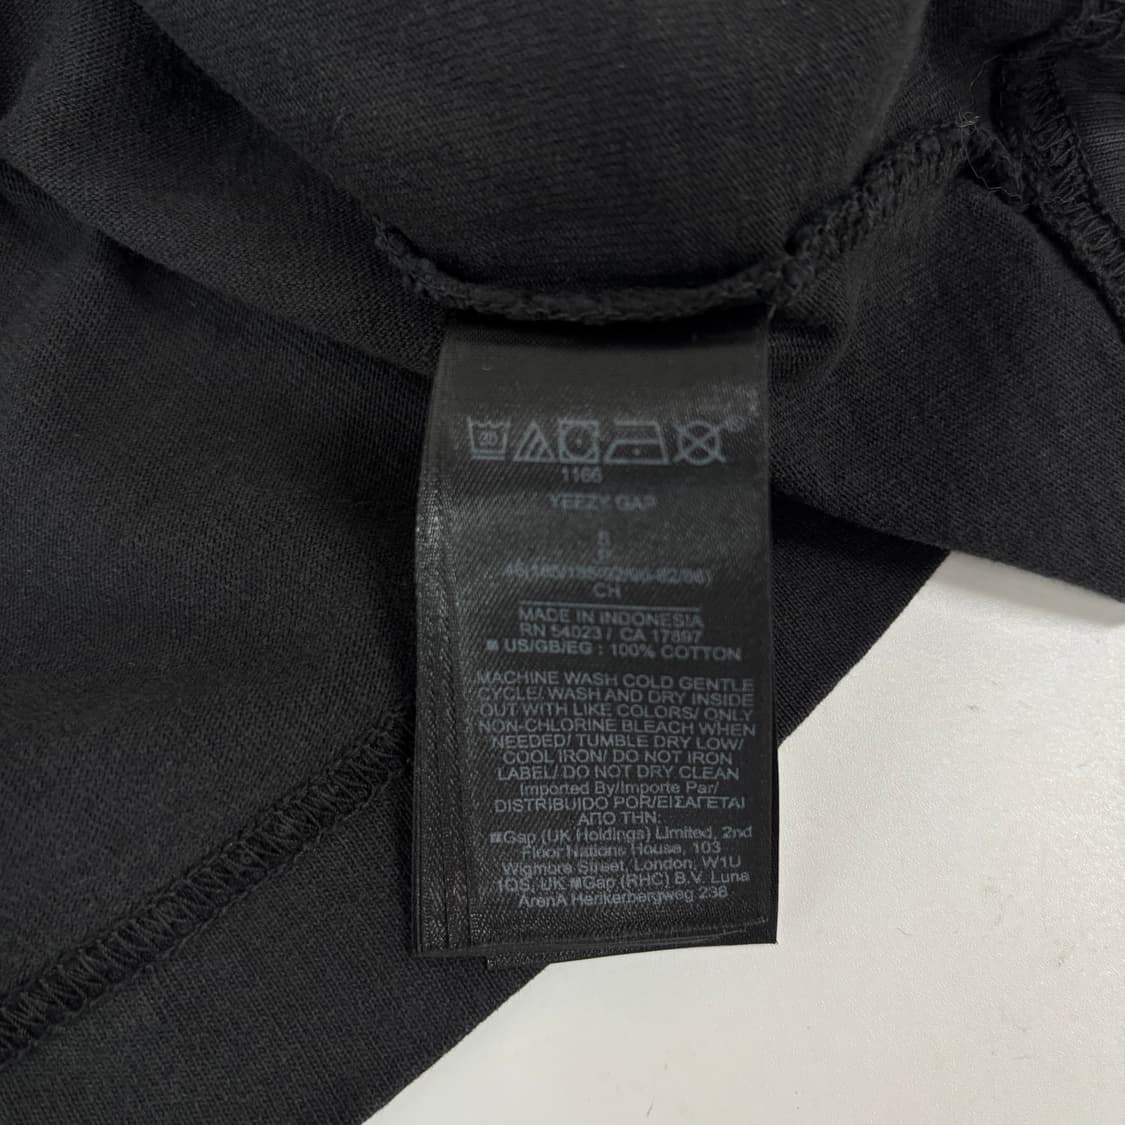 30
®
1166
YEEZY GAP
S
P
CH
MADE IN INDONESIA
RN 54023 / CA 17897
US/GB/EG : 100% COTTON
MACHINE WASH COLD GENTLE
CYCLE/ WASH AND DRY INSIDE
OUT WITH LIKE COLORS/ ONLY
NON-CHLORINE BLEACH WHEN
NEEDED/ TUMBLE DRY LOW/
COOL IRON/ DO NOT IRON
LABEL/ DO NOT DRY CLEAN
Imported By/Importe Par/
DISTRIBUIDO POR/ΕΙΣΑΓΕΤΑΙ
ΑΠΟ ΤΗΝ:
Gap (UK Holdings) Limited, 2nd
Floor Nations House, 103
Wigmore Street, London, W1U
1QS, UK Gap (RHC) B.V. Luna
ArenA Herikerbergweg 238